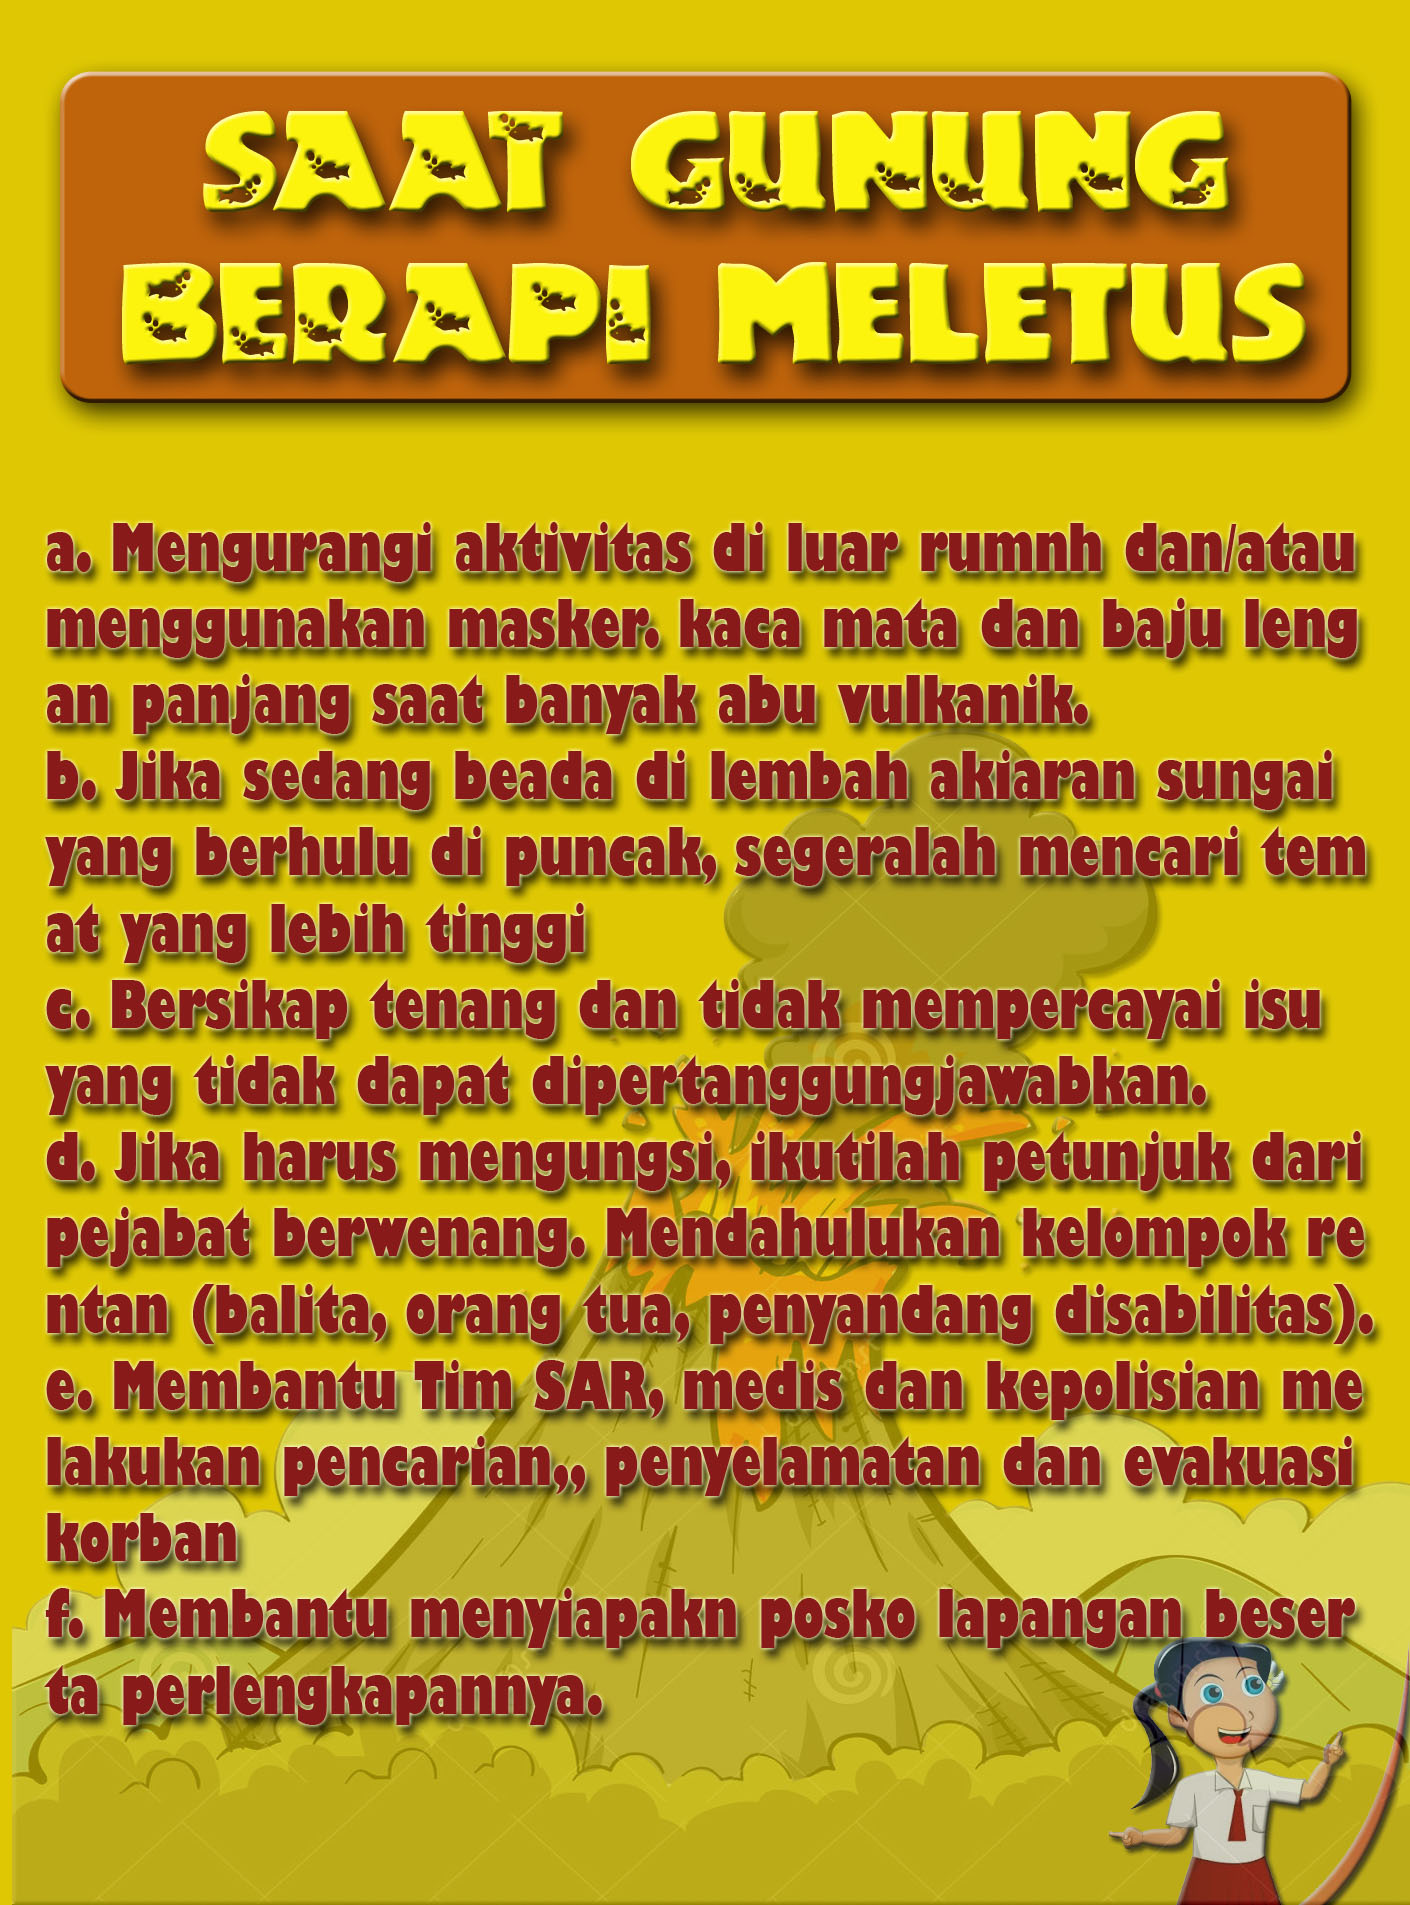 SAAT GUNUNG
BERAPI MELETUS
a. Mengurangi aktivitas di luar rumnh dan/atau
menggunakan masker. kaca mata dan baju leng
an panjang saat banyak abu vulkanik.
b. Jika sedang beada di lembah akiaran sungai
yang berhulu di puncak, segeralah mencari tem
at yang lebih tinggi
c. Bersikap tenang dan tidak mempercayai isu
yang tidak dapat dipertanggungjawabkan.
d. Jika harus mengungsi, ikutilah petunjuk dari
pejabat berwenang. Mendahulukan kelompok re
ntan (balita, orang tua, penyandang disabilitas).
e. Membantu Tim SAR, medis dan kepolisian me
lakukan pencarian,, penyelamatan dan evakuasi
korban
f. Membantu menyiapakn posko lapangan beser
ta perlengkapannya.